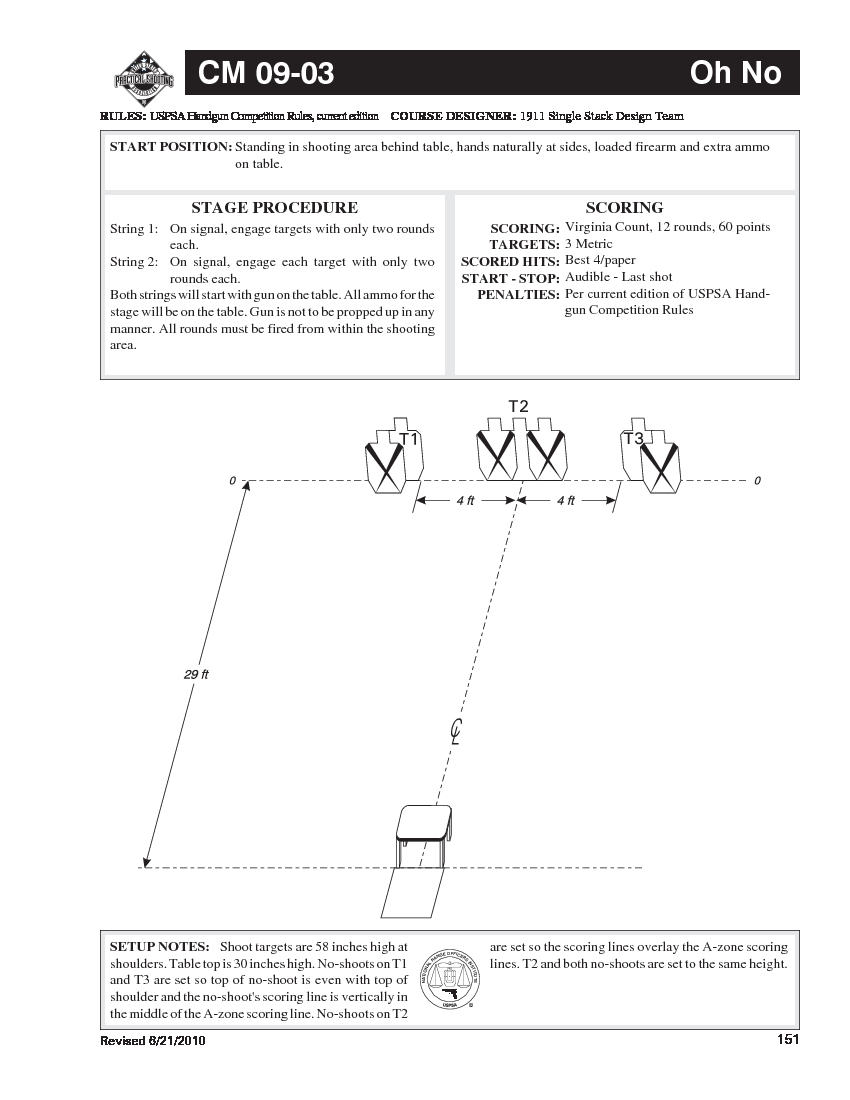 CM 09-03 Oh No
RULES: USPSA Handgun Competition Rules, current edition COURSE DESIGNER: 1911 Single Stack Design Team
START POSITION: Standing in shooting area behind table, hands naturally at sides, loaded firearm and extra ammo
on table.
STAGE PROCEDURE
String 1: On signal, engage targets with only two rounds
each.
String 2: On signal, engage each target with only two
rounds each.
Both strings will start with gun on the table. All ammo for the
stage will be on the table. Gun is not to be propped up in any
manner. All rounds must be fired from within the shooting
area.
SCORING
SCORING: Virginia Count, 12 rounds, 60 points
TARGETS: 3 Metric
SCORED HITS: Best 4/paper
START - STOP: Audible - Last shot
PENALTIES: Per current edition of USPSA Hand-
gun Competition Rules
T2
T1
T3
0
0
4 ft
4 ft
29 ft
SETUP NOTES: Shoot targets are 58 inches high at
shoulders. Table top is 30 inches high. No-shoots on T1
and T3 are set so top of no-shoot is even with top of
shoulder and the no-shoot's scoring line is vertically in
the middle of the A-zone scoring line. No-shoots on T2
are set so the scoring lines overlay the A-zone scoring
lines. T2 and both no-shoots are set to the same height.
USPSA
Revised 6/21/2010
151